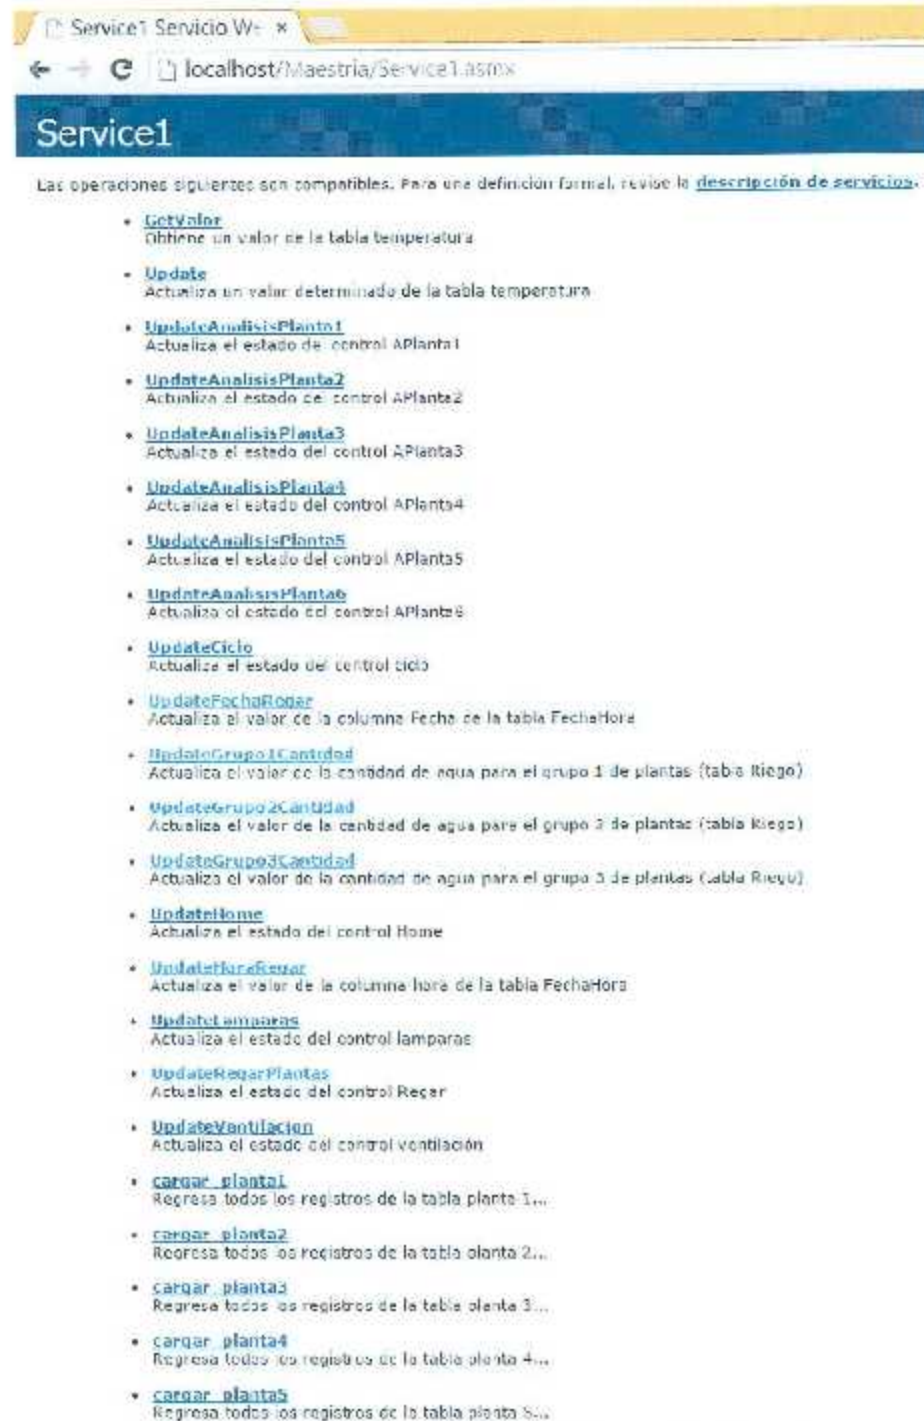 Service1 Servicio We ×
localhost/Maestria/Service1.asmx
Service1
Las operaciones siguientes son compatibles. Para una definición formal, revise la descripción de servicios.
• GetValor
Obtiene un valor de la tabla temperatura
• Update
Actualiza un valor determinado de la tabla temperatura
• UpdateAnalisisPlanta1
Actualiza el estado del control APlanta1
• UpdateAnalisisPlanta2
Actualiza el estado del control APlanta2
• UpdateAnalisisPlanta3
Actualiza el estado del control APlanta3
• UpdateAnalisisPlanta4
Actualiza el estado del control APlanta4
• UpdateAnalisisPlanta5
Actualiza el estado del control APlanta5
• UpdateAnalisisPlanta6
Actualiza el estado del control APlanta6
• UpdateCiclo
Actualiza el estado del control ciclo
• UpdateFechaRegar
Actualiza el valor de la columna Fecha de la tabla FechaHora
• UpdateGrupo1Cantidad
Actualiza el valor de la cantidad de agua para el grupo 1 de plantas (tabla Riego)
• UpdateGrupo2Cantidad
Actualiza el valor de la cantidad de agua para el grupo 2 de plantas (tabla Riego)
• UpdateGrupo3Cantidad
Actualiza el valor de la cantidad de agua para el grupo 3 de plantas (tabla Riego)
• UpdateHome
Actualiza el estado del control Home
• UpdateHoraRegar
Actualiza el valor de la columna hora de la tabla FechaHora
• UpdateLamparas
Actualiza el estado del control lamparas
• UpdateRegarPlantas
Actualiza el estado del control Regar
• UpdateVentilacion
Actualiza el estado del control ventilación
• cargar_planta1
Regresa todos los registros de la tabla planta 1...
• cargar_planta2
Regresa todos los registros de la tabla planta 2...
• cargar_planta3
Regresa todos los registros de la tabla planta 3...
• cargar_planta4
Regresa todos los registros de la tabla planta 4...
• cargar_planta5
Regresa todos los registros de la tabla planta 5...